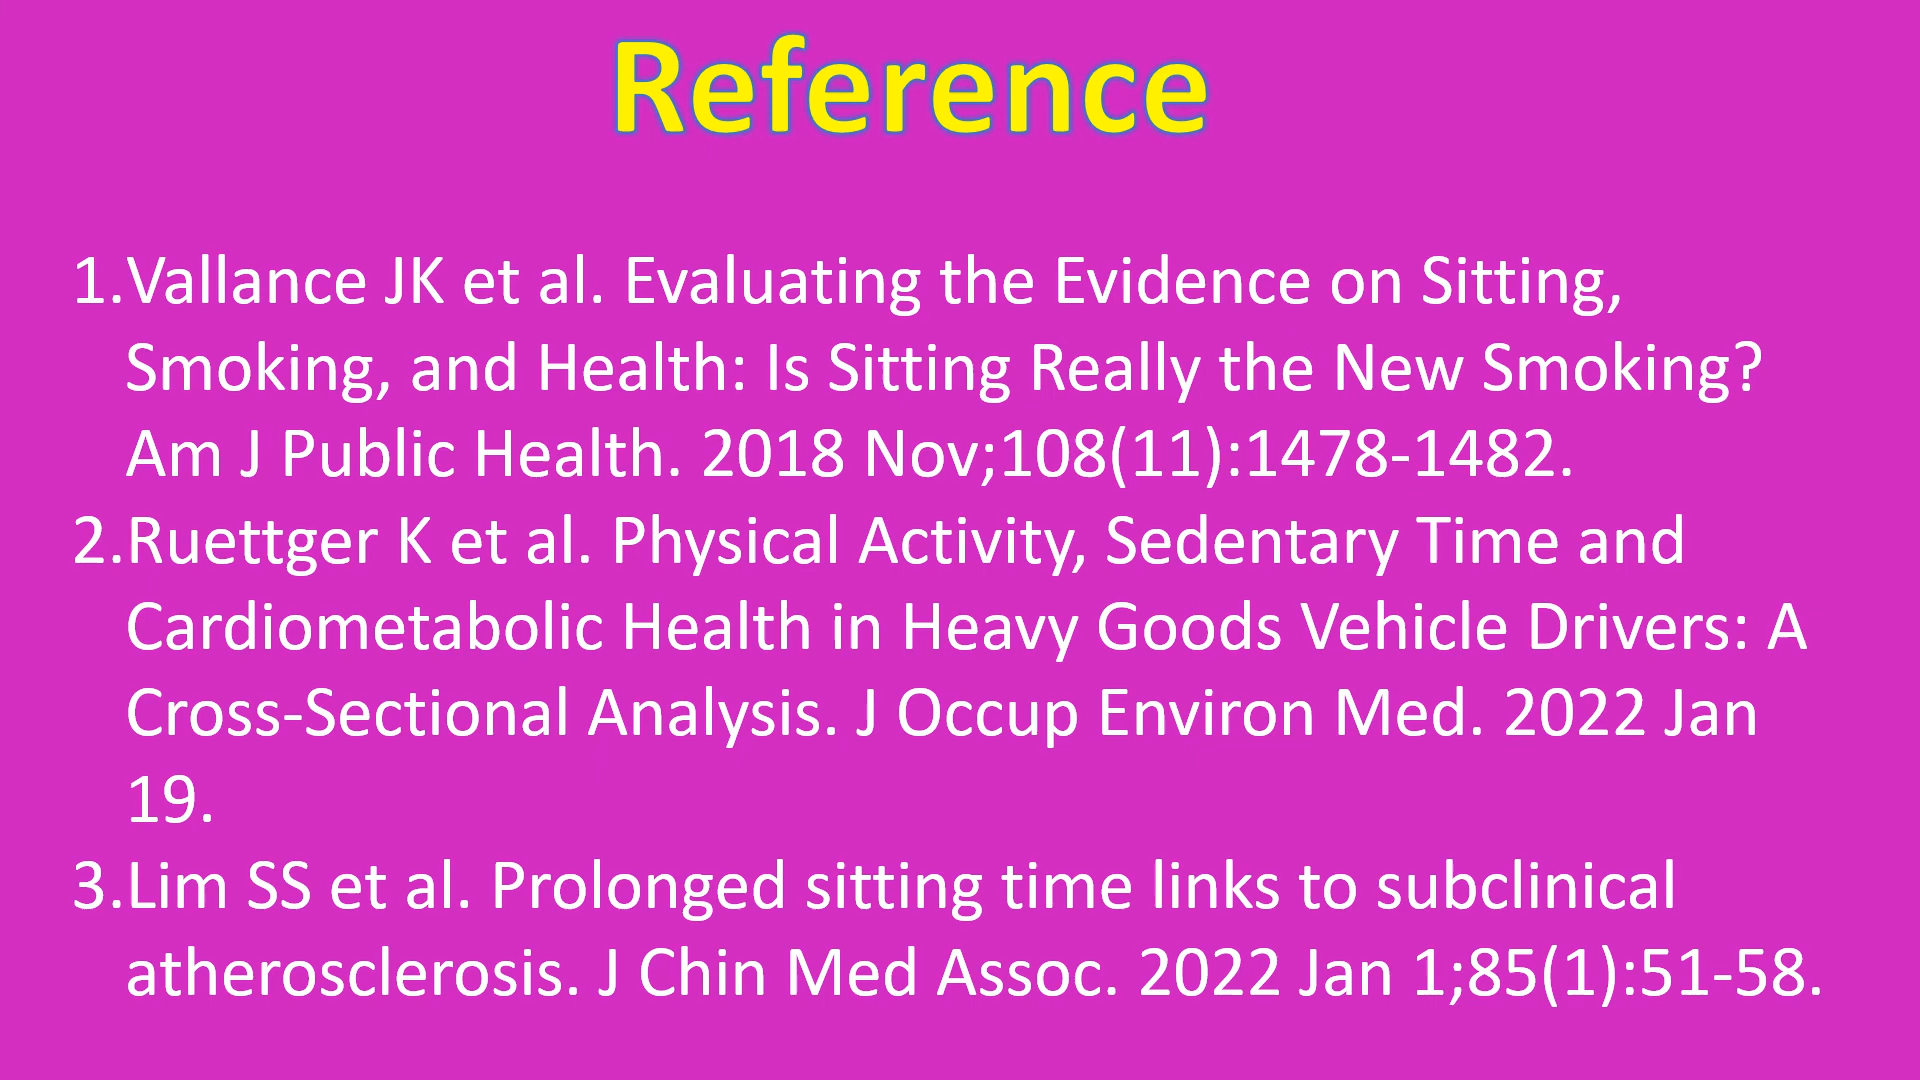 Reference
1.Vallance JK et al. Evaluating the Evidence on Sitting,
Smoking, and Health: Is Sitting Really the New Smoking?
Am J Public Health. 2018 Nov;108(11):1478-1482.
2.Ruettger K et al. Physical Activity, Sedentary Time and
Cardiometabolic Health in Heavy Goods Vehicle Drivers: A
Cross-Sectional Analysis. J Occup Environ Med. 2022 Jan
19.
3.Lim SS et al. Prolonged sitting time links to subclinical
atherosclerosis. J Chin Med Assoc. 2022 Jan 1;85(1):51-58.